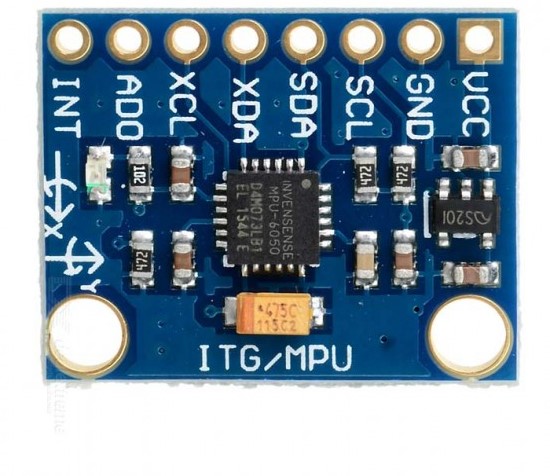 VCC
S20I
GND
472
SCL
472
SDA
INVENSENSE
MPU-6050
D4M073LB1
EL 1544 E
475C
ITG/MPU
XDA
XCL
ADO
102
472
INT
X
Y